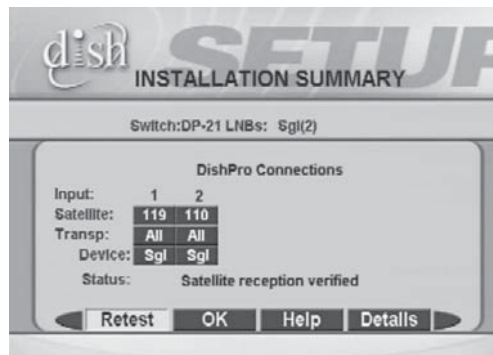 dish SETUP
INSTALLATION SUMMARY
Switch:DP-21 LNBs: Sgl(2)
DishPro Connections
Input: 1 2
Satellite: 119 110
Transp: All All
Device: Sgl Sgl
Status: Satellite reception verified
Retest OK Help Details